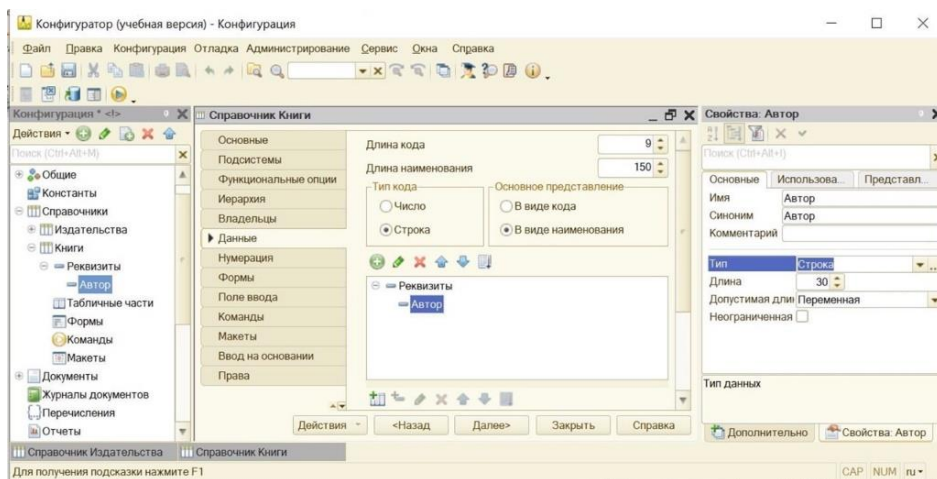 Конфигуратор (учебная версия) - Конфигурация
Файл Правка Конфигурация Отладка Администрирование Сервис Окна Справка
Конфигурация * <!>
Действия
Поиск (Ctrl+Alt+M)
Общие
Константы
Справочники
Издательства
Книги
Реквизиты
Автор
Табличные части
Формы
Команды
Макеты
Документы
Журналы документов
Перечисления
Отчеты
Справочник Книги
Основные
Подсистемы
Функциональные опции
Иерархия
Владельцы
Данные
Нумерация
Формы
Поле ввода
Команды
Макеты
Ввод на основании
Права
Длина кода 9
Длина наименования 150
Тип кода
Число
Строка
Основное представление
В виде кода
В виде наименования
Реквизиты
Автор
Действия <Назад Далее> Закрыть Справка
Свойства: Автор
Поиск (Ctrl+Alt+I)
Основные Использова... Представл...
Имя Автор
Синоним Автор
Комментарий
Тип Строка
Длина 30
Допустимая длин Переменная
Неограниченная
Тип данных
Дополнительно Свойства: Автор
Справочник Издательства Справочник Книги
Для получения подсказки нажмите F1 CAP NUM ru